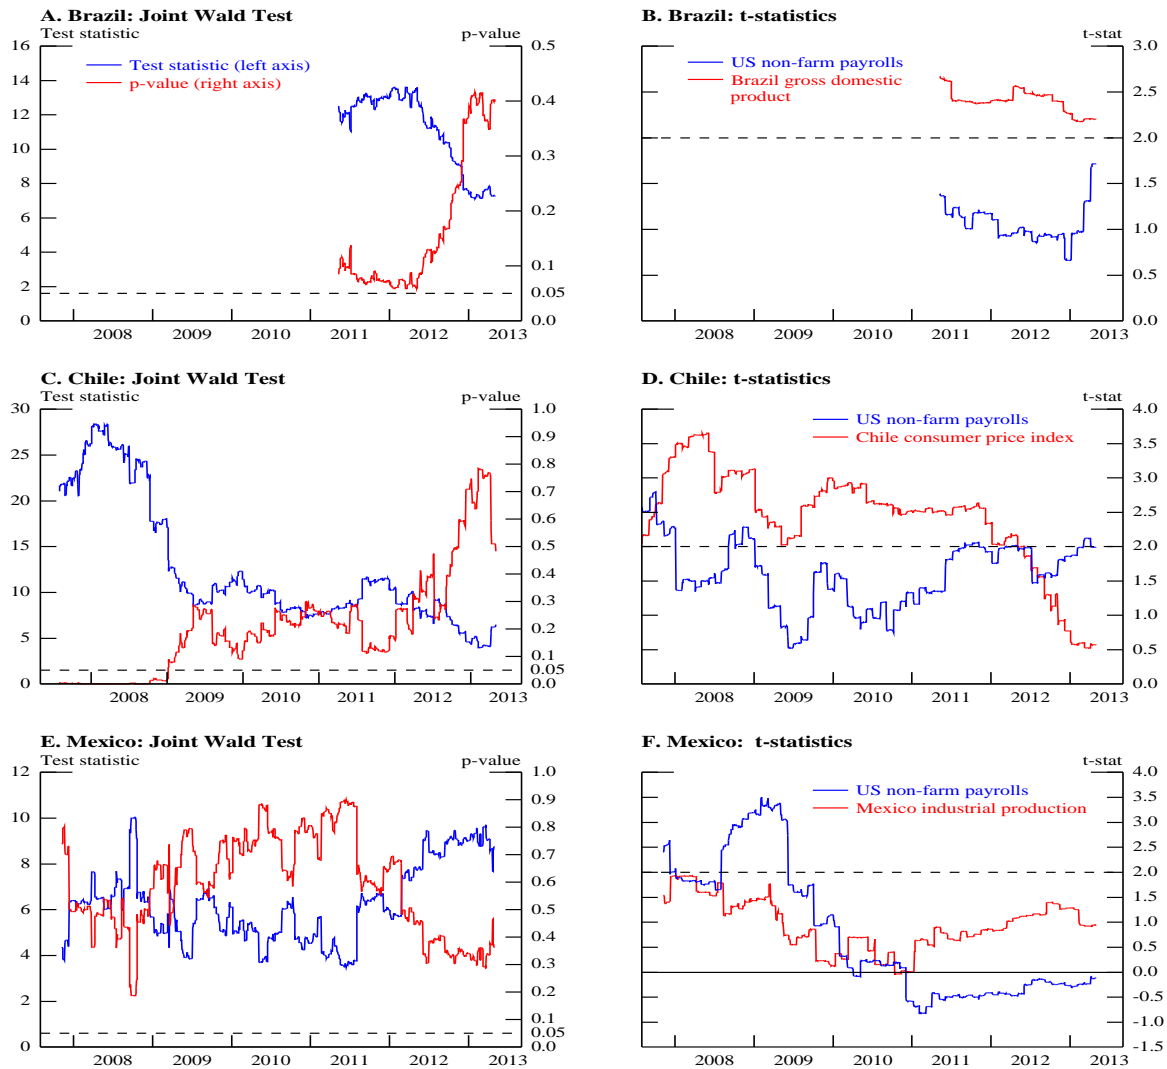 A. Brazil: Joint Wald Test
Test statistic p-value
16 0.5
Test statistic (left axis)
p-value (right axis)
14
12 0.4
10 0.3
8
6 0.2
4 0.1
2 0.05
0 0.0
2008 2009 2010 2011 2012 2013
B. Brazil: t-statistics
t-stat
3.0
US non-farm payrolls
Brazil gross domestic
product
2.5
2.0
1.5
1.0
0.5
0.0
2008 2009 2010 2011 2012 2013
C. Chile: Joint Wald Test
Test statistic p-value
30 1.0
0.9
25 0.8
0.7
20 0.6
15 0.5
0.4
10 0.3
0.2
5 0.1
0.05
0 0.0
2008 2009 2010 2011 2012 2013
D. Chile: t-statistics
t-stat
4.0
US non-farm payrolls
Chile consumer price index
3.5
3.0
2.5
2.0
1.5
1.0
0.5
0.0
2008 2009 2010 2011 2012 2013
E. Mexico: Joint Wald Test
Test statistic p-value
12 1.0
0.9
10 0.8
0.7
8 0.6
6 0.5
0.4
4 0.3
0.2
2 0.1
0.05
0 0.0
2008 2009 2010 2011 2012 2013
F. Mexico: t-statistics
t-stat
4.0
US non-farm payrolls
Mexico industrial production
3.5
3.0
2.5
2.0
1.5
1.0
0.5
0.0
-0.5
-1.0
-1.5
2008 2009 2010 2011 2012 2013